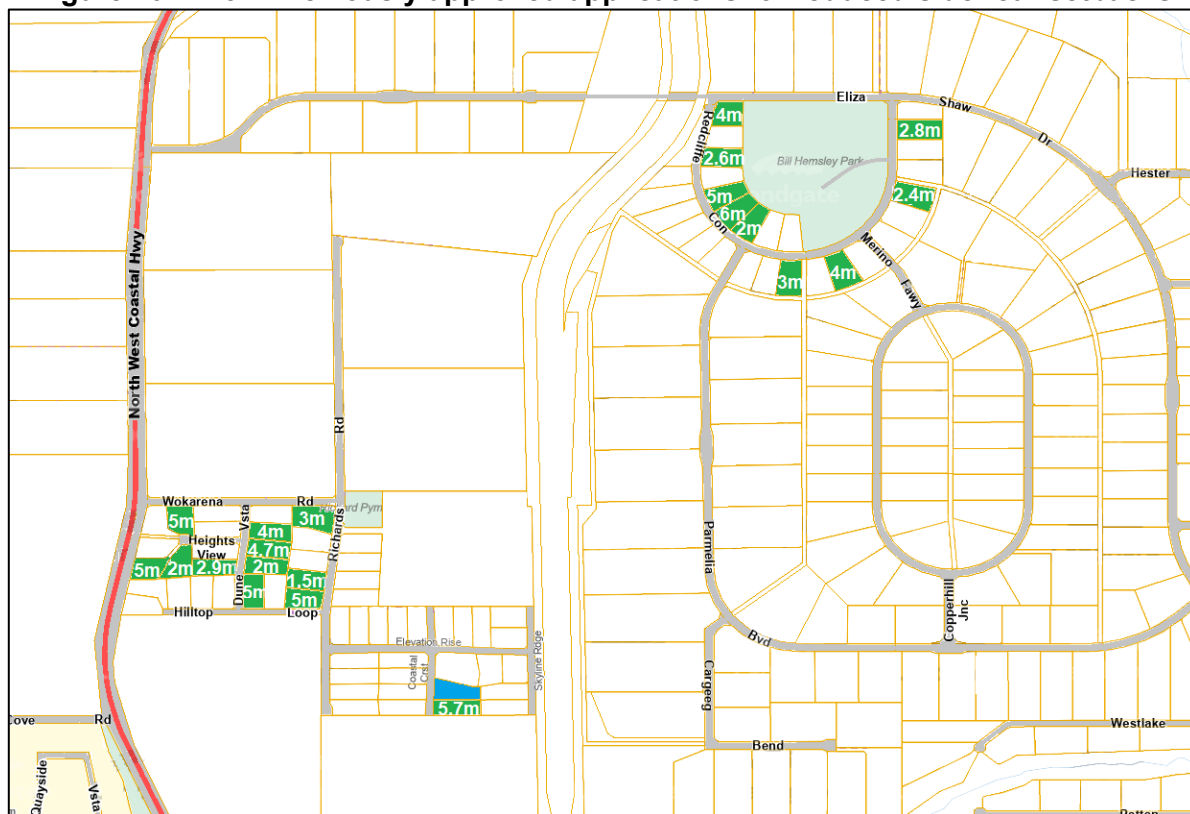 Eliza
Shaw
Dr
Hester
Redcliffe
Con
4m
2.6m
5m
6m
2m
3m
4m
2.8m
2.4m
Bill Hemsley Park
Merino
Fawy
North West Coastal Hwy
Rd
Wokarena
Rd
Richards
Vsta
Dune
Heights
View
Hilltop
Loop
5m
5m
2m
2.9m
4m
4.7m
2m
5m
3m
1.5m
5m
Elevation Rise
Coastal
Crst
Skyline Rdge
5.7m
Parmelia
Bvd
Cargeeg
Bend
Copperhill
Jnc
Westlake
Rd
Quayside
Vsta